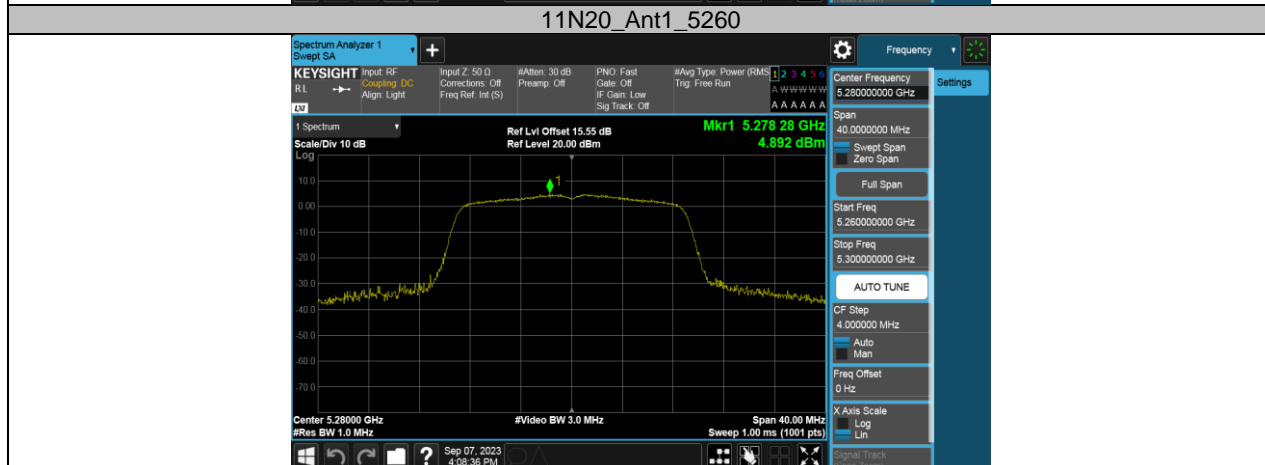 11N20_Ant1_5260
Spectrum Analyzer 1
Swept SA
+
Frequency
KEYSIGHT
RL
LXI
Input: RF
Coupling: DC
Align: Light
Input Z: 50 Ω
Corrections: Off
Freq Ref: Int (S)
#Atten: 30 dB
Preamp: Off
PNO: Fast
Gate: Off
IF Gain: Low
Sig Track: Off
#Avg Type: Power (RMS
Trig: Free Run
1 2 3 4 5 6
A W W W W W
A A A A A A
1 Spectrum
Scale/Div 10 dB
Log
Ref Lvl Offset 15.55 dB
Ref Level 20.00 dBm
Mkr1 5.278 28 GHz
4.892 dBm
1
10.0
0.00
-10.0
-20.0
-30.0
-40.0
-50.0
-60.0
-70.0
Center 5.28000 GHz
#Res BW 1.0 MHz
#Video BW 3.0 MHz
Span 40.00 MHz
Sweep 1.00 ms (1001 pts)
Center Frequency
5.280000000 GHz
Settings
Span
40.0000000 MHz
Swept Span
Zero Span
Full Span
Start Freq
5.260000000 GHz
Stop Freq
5.300000000 GHz
AUTO TUNE
CF Step
4.000000 MHz
Auto
Man
Freq Offset
0 Hz
X Axis Scale
Log
Lin
Signal Track
?
Sep 07, 2023
4:08:36 PM